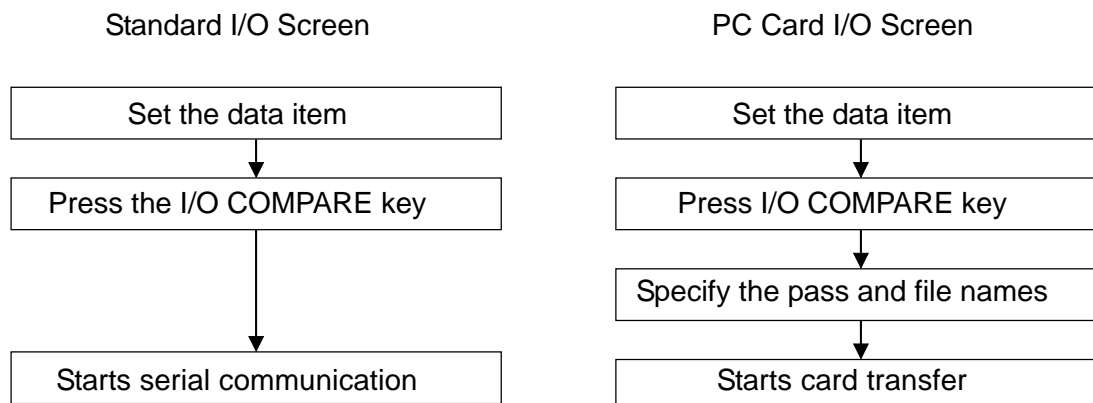 Standard I/O Screen
Set the data item
Press the I/O COMPARE key
Starts serial communication
PC Card I/O Screen
Set the data item
Press I/O COMPARE key
Specify the pass and file names
Starts card transfer